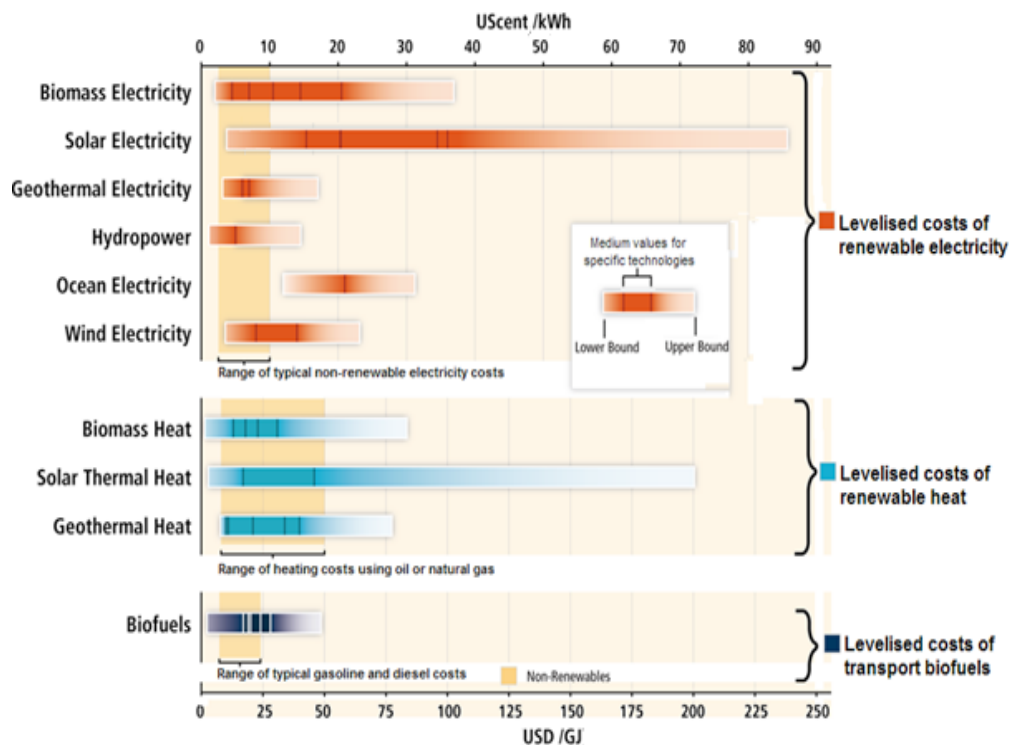 UScent /kWh
0 10 20 30 40 50 60 70 80 90
Biomass Electricity
Solar Electricity
Geothermal Electricity
Hydropower
Ocean Electricity
Wind Electricity
Range of typical non-renewable electricity costs
Medium values for
specific technologies
Lower Bound Upper Bound
Levelised costs of
renewable electricity
Biomass Heat
Solar Thermal Heat
Geothermal Heat
Range of heating costs using oil or natural gas
Levelised costs of
renewable heat
Biofuels
Range of typical gasoline and diesel costs
Non-Renewables
Levelised costs of
transport biofuels
0 25 50 75 100 125 150 175 200 225 250
USD /GJ